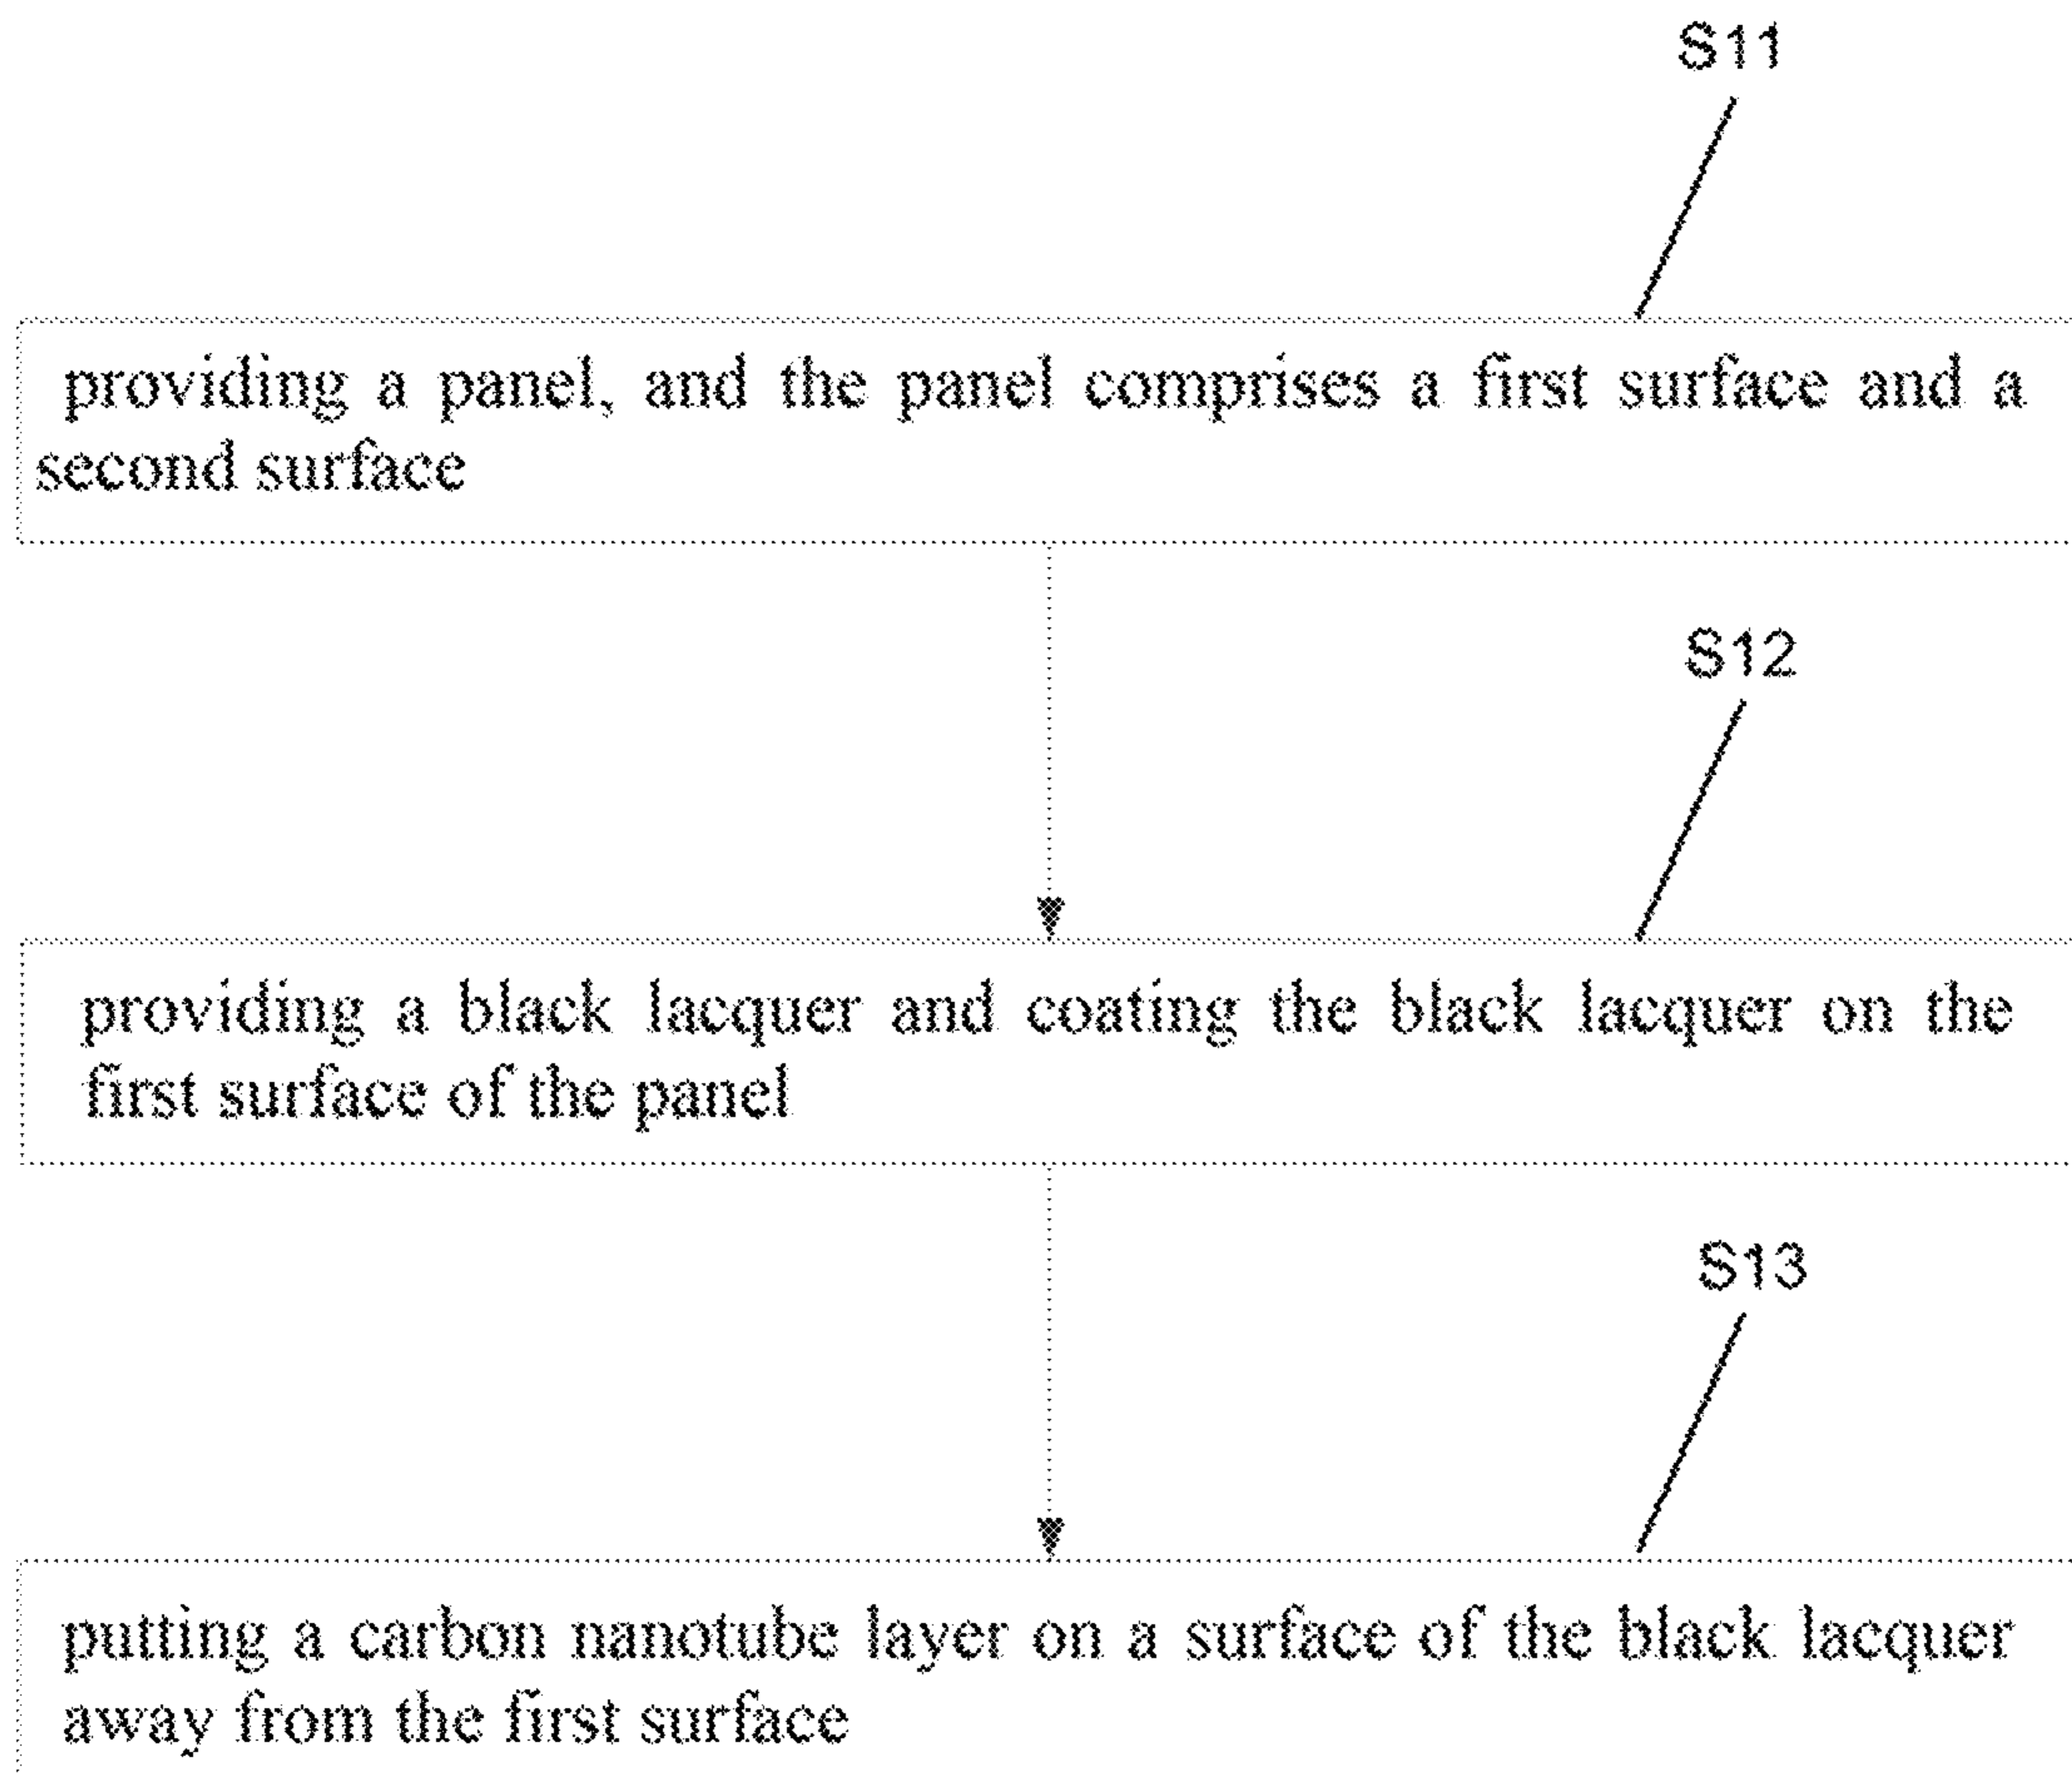 S11
providing a panel, and the panel comprises a first surface and a
second surface
S12
providing a black lacquer and coating the black lacquer on the
first surface of the panel
S13
putting a carbon nanotube layer on a surface of the black lacquer
away from the first surface